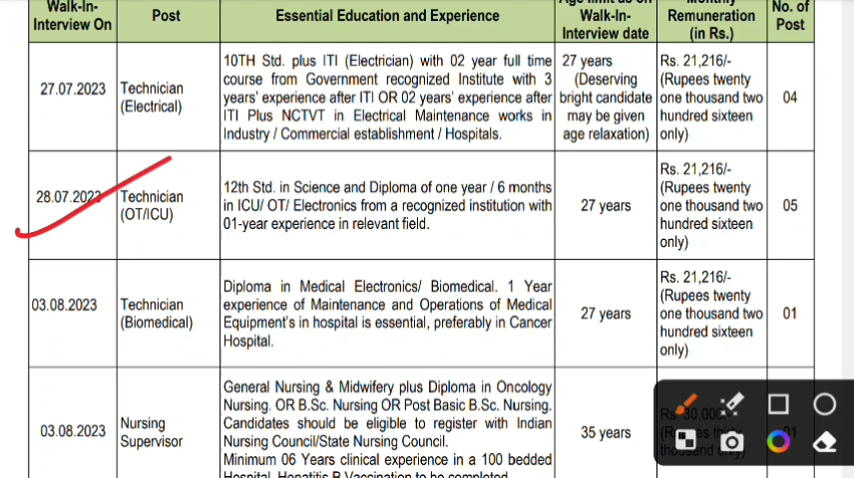 Walk-In-
Interview On
Post
Essential Education and Experience
Age limit as on
Walk-In-
Interview date
Monthly
Remuneration
(in Rs.)
No. of
Post
27.07.2023
Technician
(Electrical)
10TH Std. plus ITI (Electrician) with 02 year full time
course from Government recognized Institute with 3
years' experience after ITI OR 02 years' experience after
ITI Plus NCTVT in Electrical Maintenance works in
Industry / Commercial establishment / Hospitals.
27 years
(Deserving
bright candidate
may be given
age relaxation)
Rs. 21,216/-
(Rupees twenty
one thousand two
hundred sixteen
only)
04
28.07.2023
Technician
(OT/ICU)
12th Std. in Science and Diploma of one year / 6 months
in ICU/ OT/ Electronics from a recognized institution with
01-year experience in relevant field.
27 years
Rs. 21,216/-
(Rupees twenty
one thousand two
hundred sixteen
only)
05
03.08.2023
Technician
(Biomedical)
Diploma in Medical Electronics/ Biomedical. 1 Year
experience of Maintenance and Operations of Medical
Equipment's in hospital is essential, preferably in Cancer
Hospital.
27 years
Rs. 21,216/-
(Rupees twenty
one thousand two
hundred sixteen
only)
01
03.08.2023
Nursing
Supervisor
General Nursing & Midwifery plus Diploma in Oncology
Nursing. OR B.Sc. Nursing OR Post Basic B.Sc. Nursing.
Candidates should be eligible to register with Indian
Nursing Council/State Nursing Council.
Minimum 06 Years clinical experience in a 100 bedded
Hospital, Hepatitis B Vaccination to be completed
35 years